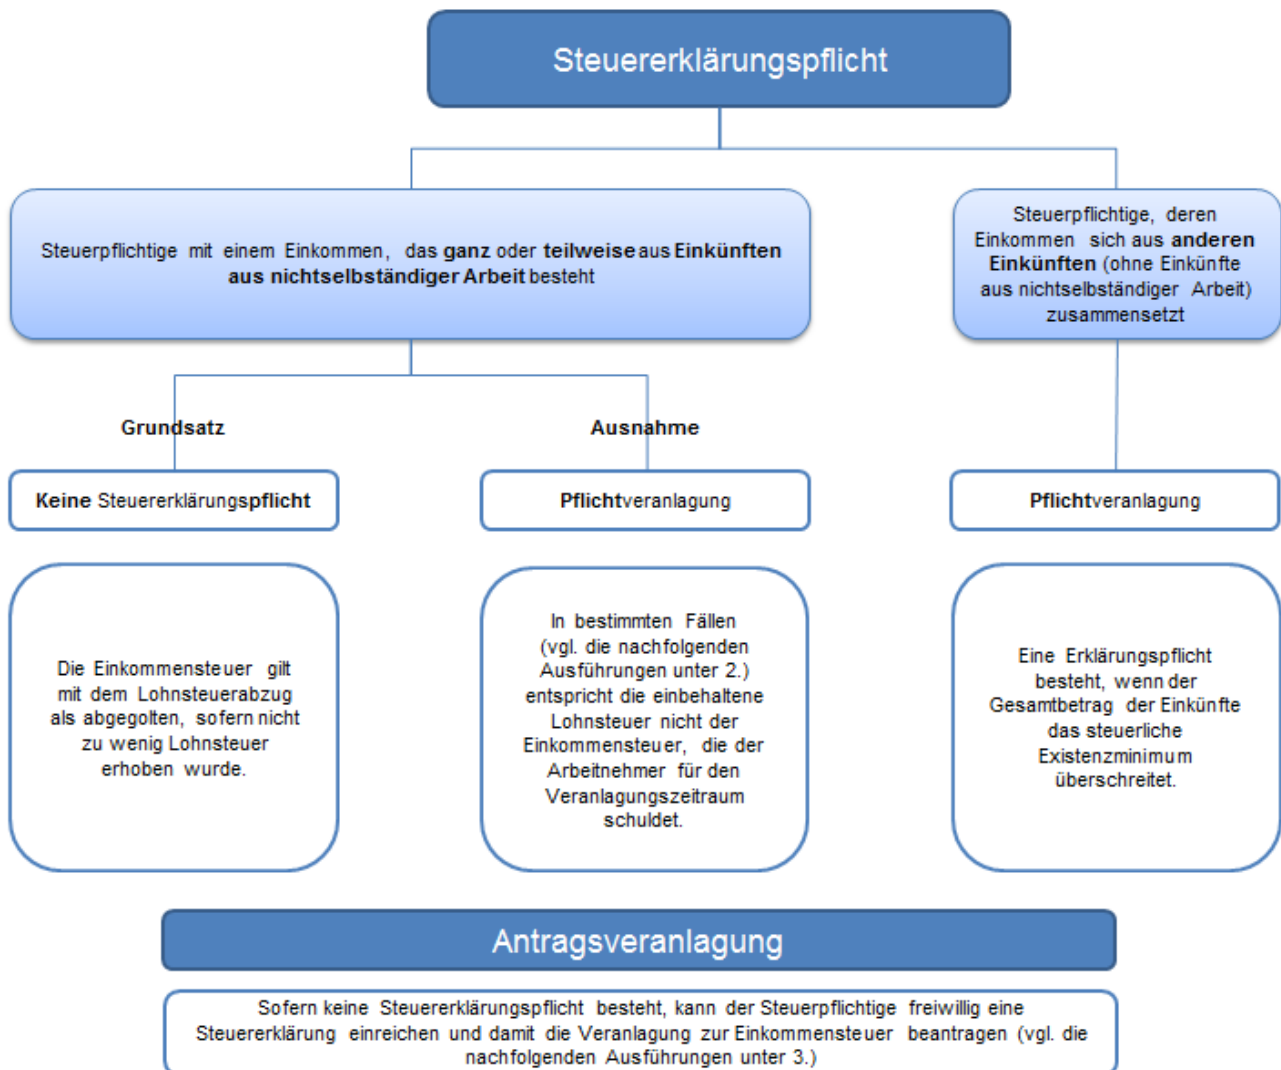 Steuererklärungspflicht
Steuerpflichtige mit einem Einkommen, das ganz oder teilweise aus Einkünften
aus nichtselbständiger Arbeit besteht
Steuerpflichtige, deren
Einkommen sich aus anderen
Einkünften (ohne Einkünfte
aus nichtselbständiger Arbeit)
zusammensetzt
Grundsatz
Ausnahme
Keine Steuererklärungspflicht
Pflichtveranlagung
Pflichtveranlagung
Die Einkommensteuer gilt
mit dem Lohnsteuerabzug
als abgegolten, sofern nicht
zu wenig Lohnsteuer
erhoben wurde.
In bestimmten Fällen
(vgl. die nachfolgenden
Ausführungen unter 2.)
entspricht die einbehaltene
Lohnsteuer nicht der
Einkommensteuer, die der
Arbeitnehmer für den
Veranlagungszeitraum
schuldet.
Eine Erklärungspflicht
besteht, wenn der
Gesamtbetrag der Einkünfte
das steuerliche
Existenzminimum
überschreitet.
Antragsveranlagung
Sofern keine Steuererklärungspflicht besteht, kann der Steuerpflichtige freiwillig eine
Steuererklärung einreichen und damit die Veranlagung zur Einkommensteuer beantragen (vgl. die
nachfolgenden Ausführungen unter 3.)